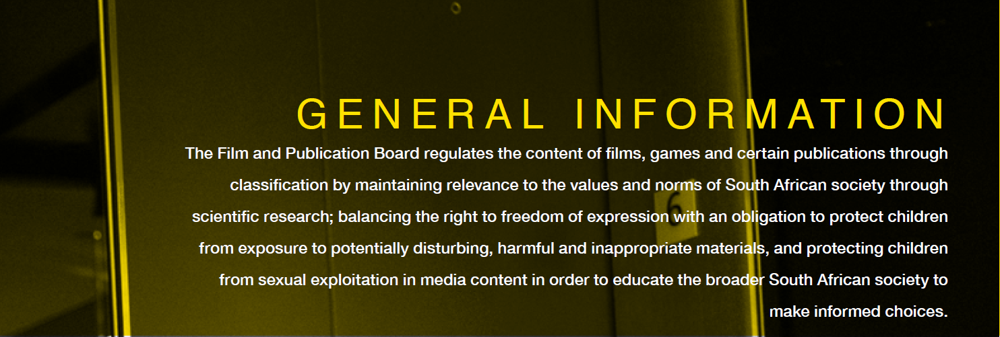 GENERAL INFORMATION
The Film and Publication Board regulates the content of films, games and certain publications through
classification by maintaining relevance to the values and norms of South African society through
scientific research; balancing the right to freedom of expression with an obligation to protect children
from exposure to potentially disturbing, harmful and inappropriate materials, and protecting children
from sexual exploitation in media content in order to educate the broader South African society to
make informed choices.
6